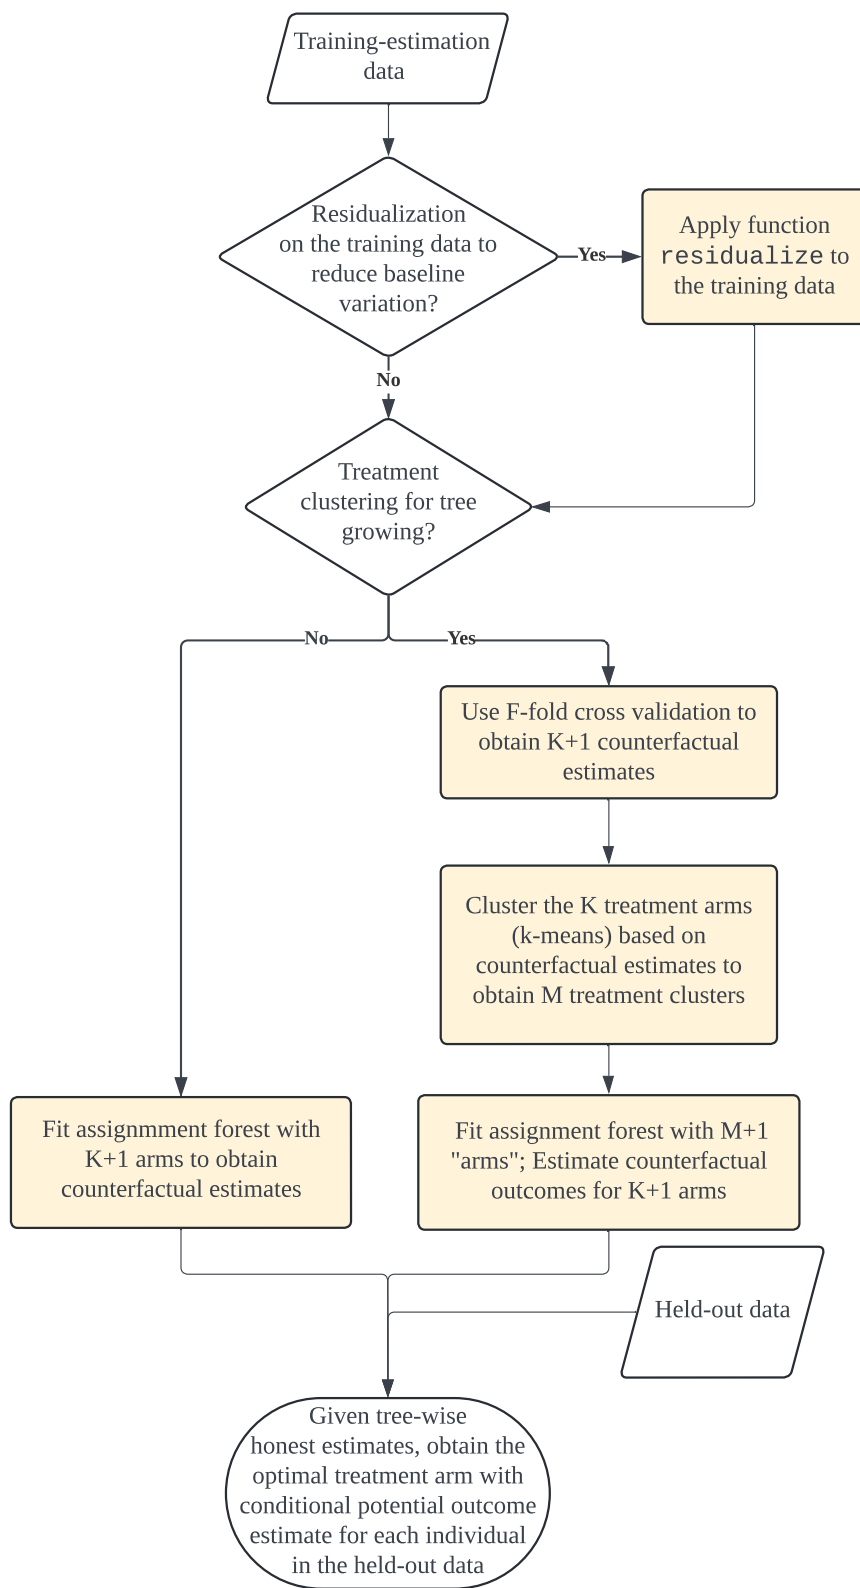 Training-estimation
data
Residualization
on the training data to
reduce baseline
variation?
Yes
Apply function
residualize to
the training data
No
Treatment
clustering for tree
growing?
No
Yes
Use F-fold cross validation to
obtain K+1 counterfactual
estimates
Cluster the K treatment arms
(k-means) based on
counterfactual estimates to
obtain M treatment clusters
Fit assignmment forest with
K+1 arms to obtain
counterfactual estimates
Fit assignment forest with M+1
"arms"; Estimate counterfactual
outcomes for K+1 arms
Held-out data
Given tree-wise
honest estimates, obtain the
optimal treatment arm with
conditional potential outcome
estimate for each individual
in the held-out data